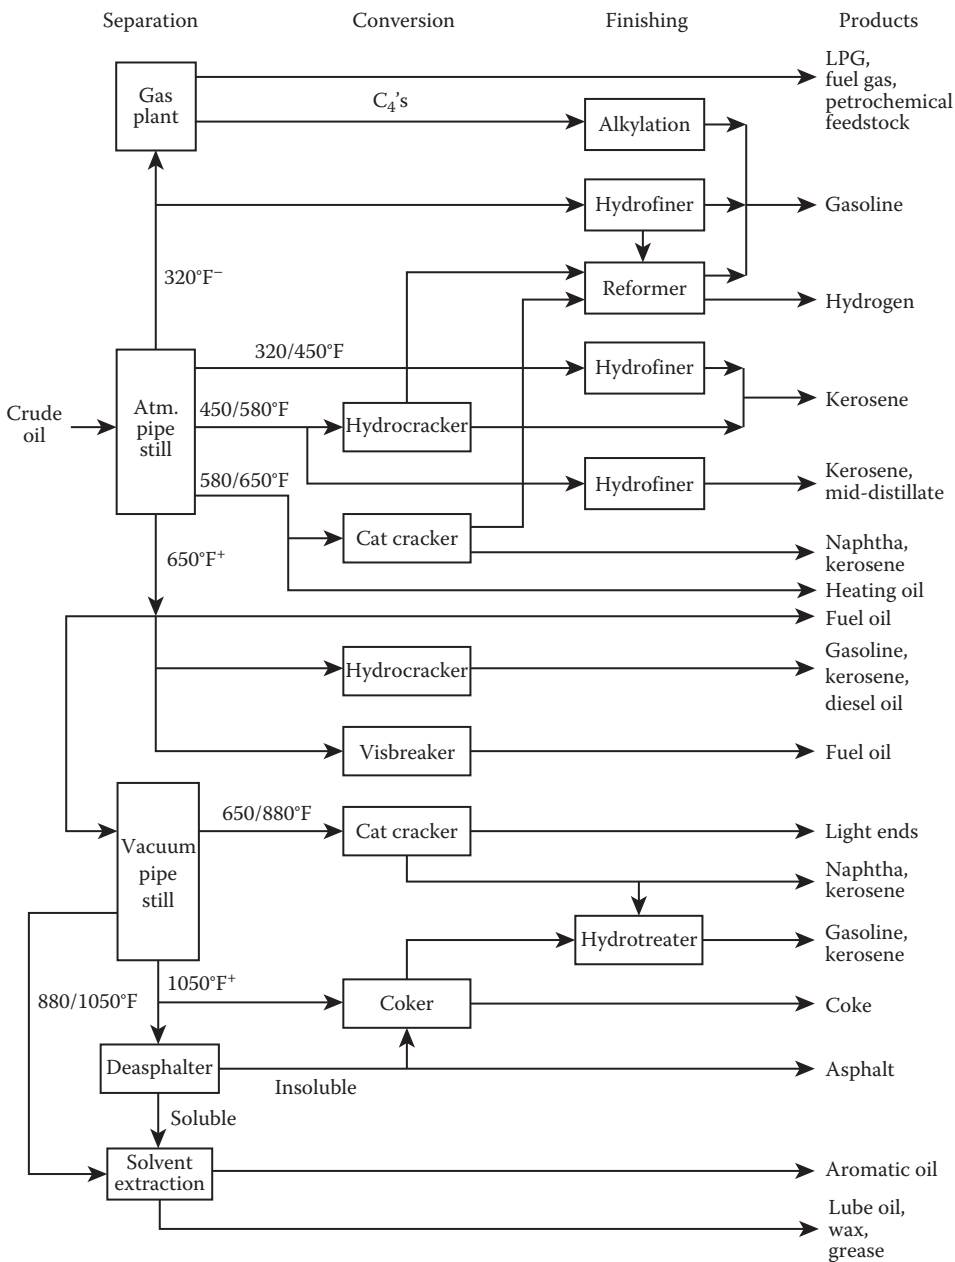 Separation
Conversion
Finishing
Products
Gas
plant
C₄'s
Alkylation
LPG,
fuel gas,
petrochemical
feedstock
Hydrofiner
Gasoline
320°F⁻
Reformer
Hydrogen
320/450°F
Hydrofiner
Kerosene
Crude
oil
Atm.
pipe
still
450/580°F
Hydrocracker
580/650°F
Hydrofiner
Kerosene,
mid-distillate
Cat cracker
Naphtha,
kerosene
650°F⁺
Heating oil
Fuel oil
Hydrocracker
Gasoline,
kerosene,
diesel oil
Visbreaker
Fuel oil
Vacuum
pipe
still
650/880°F
Cat cracker
Light ends
Naphtha,
kerosene
Hydrotreater
Gasoline,
kerosene
880/1050°F
1050°F⁺
Coker
Coke
Deasphalter
Insoluble
Asphalt
Soluble
Solvent
extraction
Aromatic oil
Lube oil,
wax,
grease